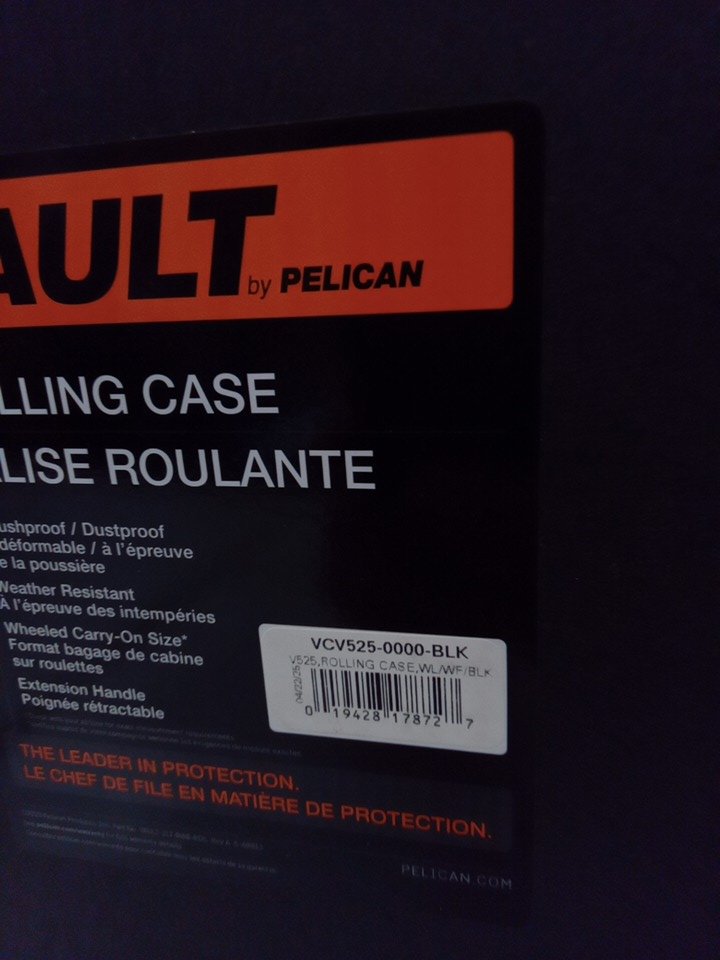 AULT
by PELICAN
LLING CASE
LISE ROULANTE
ushproof / Dustproof
déformable / à l'épreuve
e la poussière
Weather Resistant
À l'épreuve des intempéries
Wheeled Carry-On Size*
Format bagage de cabine
sur roulettes
Extension Handle
Poignée rétractable
VCV525-0000-BLK
V525,ROLLING CASE,WL/WF/BLK
04/22/25
0 19428 17872 7
THE LEADER IN PROTECTION.
LE CHEF DE FILE EN MATIÈRE DE PROTECTION.
PELICAN.COM